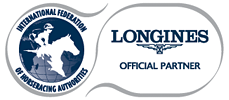 INTERNATIONAL FEDERATION
OF HORSERACING AUTHORITIES
LONGINES
OFFICIAL PARTNER